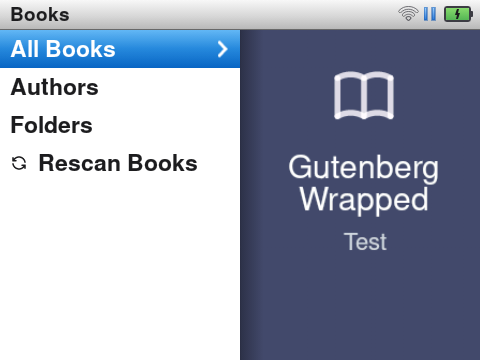 Books
All Books
Authors
Folders
Rescan Books
Gutenberg
Wrapped
Test